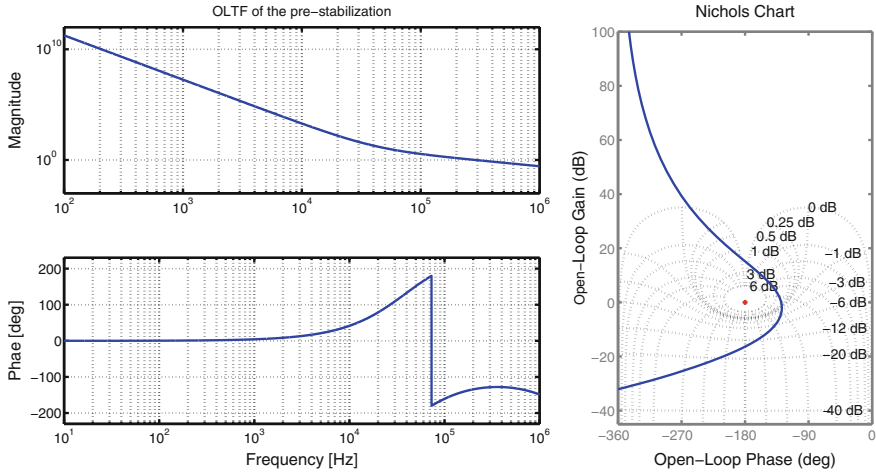 OLTF of the pre−stabilization
Magnitude
10^10
10^0
10^2 10^3 10^4 10^5 10^6
Phae [deg]
200
100
0
−100
−200
10^1 10^2 10^3 10^4 10^5 10^6
Frequency [Hz]
Nichols Chart
Open−Loop Gain (dB)
100
80
60
40
20
0
−20
−40
0 dB
0.25 dB
0.5 dB
1 dB
−1 dB
3 dB
−3 dB
6 dB
−6 dB
−12 dB
−20 dB
−40 dB
−360 −270 −180 −90 0
Open−Loop Phase (deg)